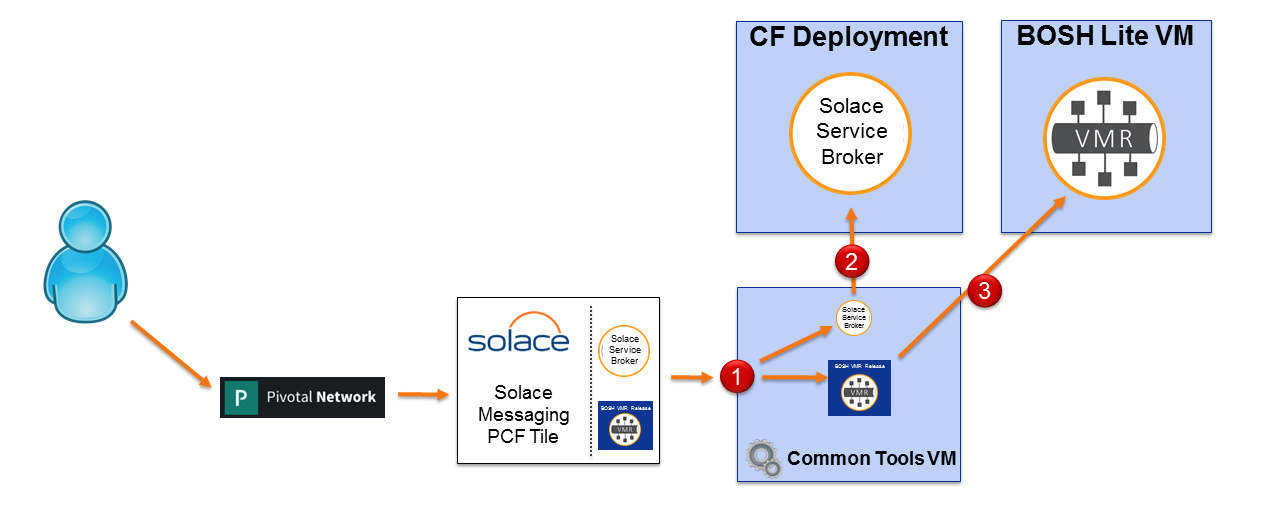 CF Deployment
Solace
Service
Broker
BOSH Lite VM
VMR
2
3
P Pivotal Network
solace
Solace
Messaging
PCF Tile
Solace
Service
Broker
BOSH VMR Release
VMR
1
Solace
Service
Broker
BOSH VMR Release
VMR
Common Tools VM